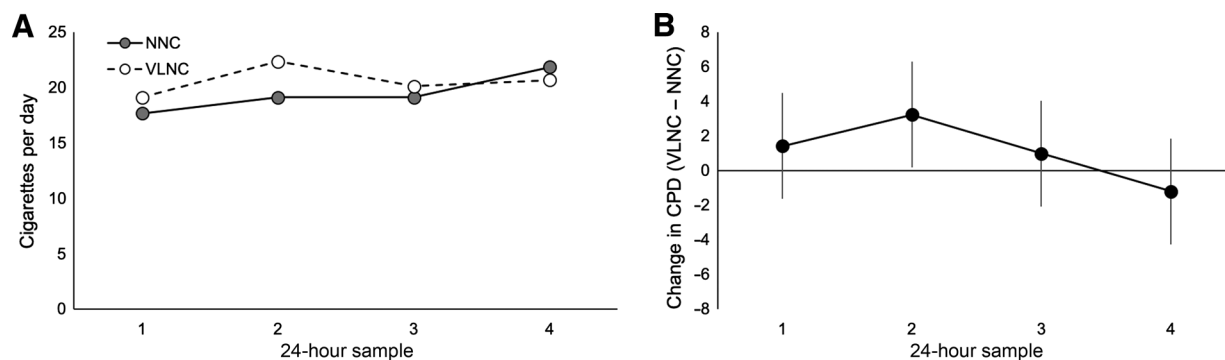 A
Cigarettes per day
25
20
15
10
5
0
NNC
VLNC
1 2 3 4
24-hour sample
B
Change in CPD (VLNC – NNC)
8
6
4
2
0
–2
–4
–6
–8
1 2 3 4
24-hour sample